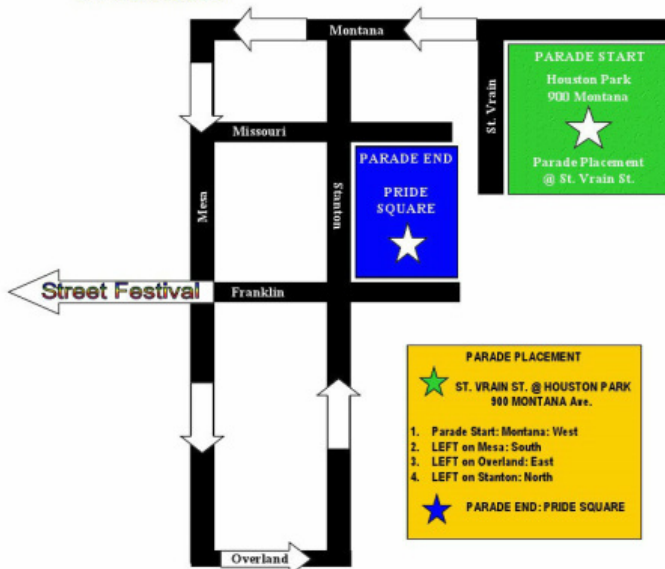 Montana
PARADE START
Houston Park
900 Montana
Parade Placement
@ St. Vrain St.
St. Vrain
Missouri
PARADE END
PRIDE
SQUARE
Mesa
Stanton
Street Festival
Franklin
PARADE PLACEMENT
ST. VRAIN ST. @ HOUSTON PARK
900 MONTANA Ave.
1. Parade Start: Montana: West
2. LEFT on Mesa: South
3. LEFT on Overland: East
4. LEFT on Stanton: North
PARADE END: PRIDE SQUARE
Overland